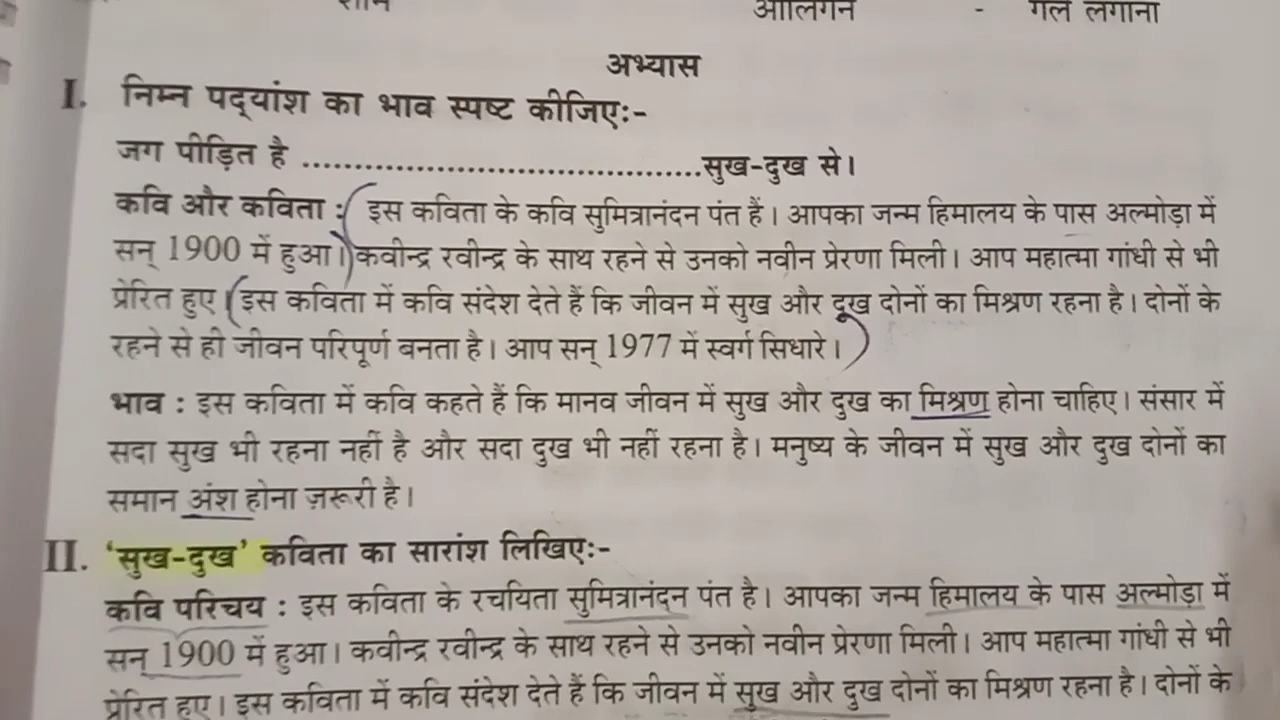 आलिंगन - गले लगाना
अभ्यास
I. निम्न पद्यांश का भाव स्पष्ट कीजिएः-
जग पीड़ित है ......................................सुख-दुख से।
कवि और कविता : इस कविता के कवि सुमित्रानंदन पंत हैं। आपका जन्म हिमालय के पास अल्मोड़ा में
सन् 1900 में हुआ। कवीन्द्र रवीन्द्र के साथ रहने से उनको नवीन प्रेरणा मिली। आप महात्मा गांधी से भी
प्रेरित हुए। इस कविता में कवि संदेश देते हैं कि जीवन में सुख और दुख दोनों का मिश्रण रहना है। दोनों के
रहने से ही जीवन परिपूर्ण बनता है। आप सन् 1977 में स्वर्ग सिधारे।
भाव : इस कविता में कवि कहते हैं कि मानव जीवन में सुख और दुख का मिश्रण होना चाहिए। संसार में
सदा सुख भी रहना नहीं है और सदा दुख भी नहीं रहना है। मनुष्य के जीवन में सुख और दुख दोनों का
समान अंश होना ज़रूरी है।
II. 'सुख-दुख' कविता का सारांश लिखिएः-
कवि परिचय : इस कविता के रचयिता सुमित्रानंदन पंत है। आपका जन्म हिमालय के पास अल्मोड़ा में
सन् 1900 में हुआ। कवीन्द्र रवीन्द्र के साथ रहने से उनको नवीन प्रेरणा मिली। आप महात्मा गांधी से भी
प्रेरित हुए। इस कविता में कवि संदेश देते हैं कि जीवन में सुख और दुख दोनों का मिश्रण रहना है। दोनों के